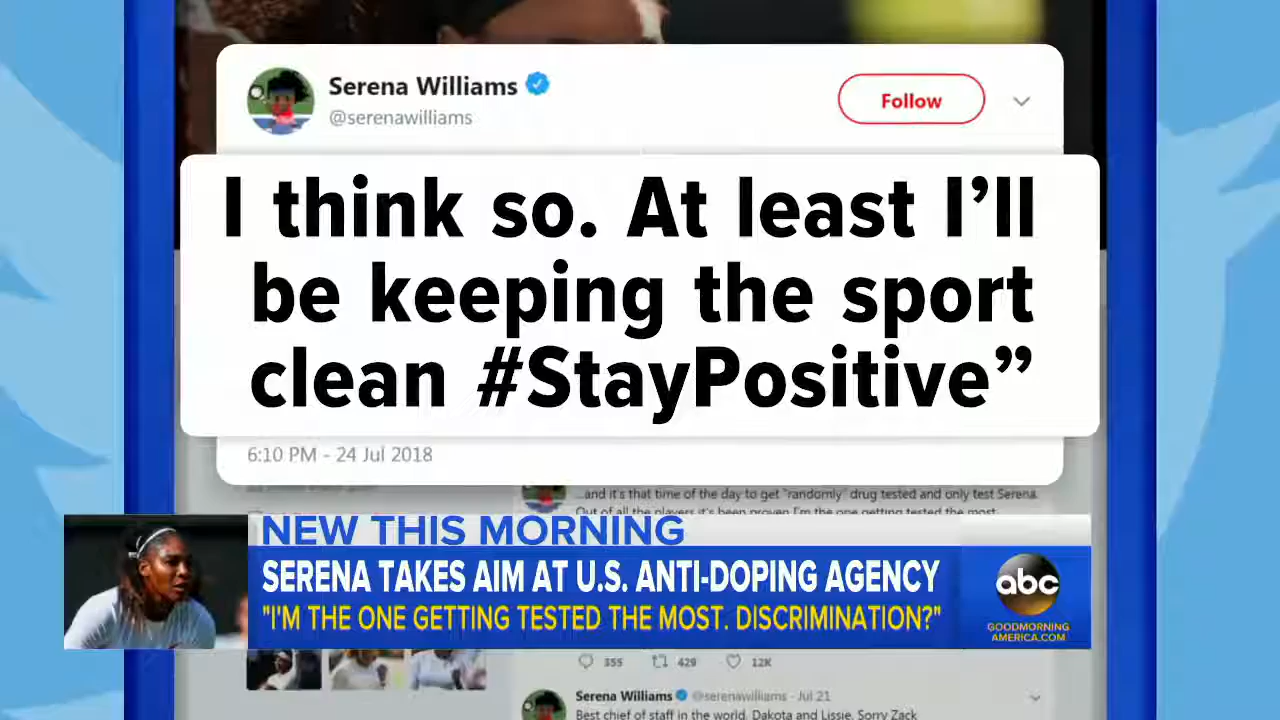 Serena Williams
@serenawilliams
Follow
I think so. At least I’ll
be keeping the sport
clean #StayPositive”
6:10 PM - 24 Jul 2018
...and it's that time of the day to get "randomly" drug tested and only test Serena.
Out of all the players it's been proven I'm the one getting tested the most.
NEW THIS MORNING
SERENA TAKES AIM AT U.S. ANTI-DOPING AGENCY
"I'M THE ONE GETTING TESTED THE MOST. DISCRIMINATION?"
abc
GOODMORNING
AMERICA.COM
355 429 12K
Serena Williams @serenawilliams - Jul 21
Best chief of staff in the world, Dakota and Lissie. Sorry Zack